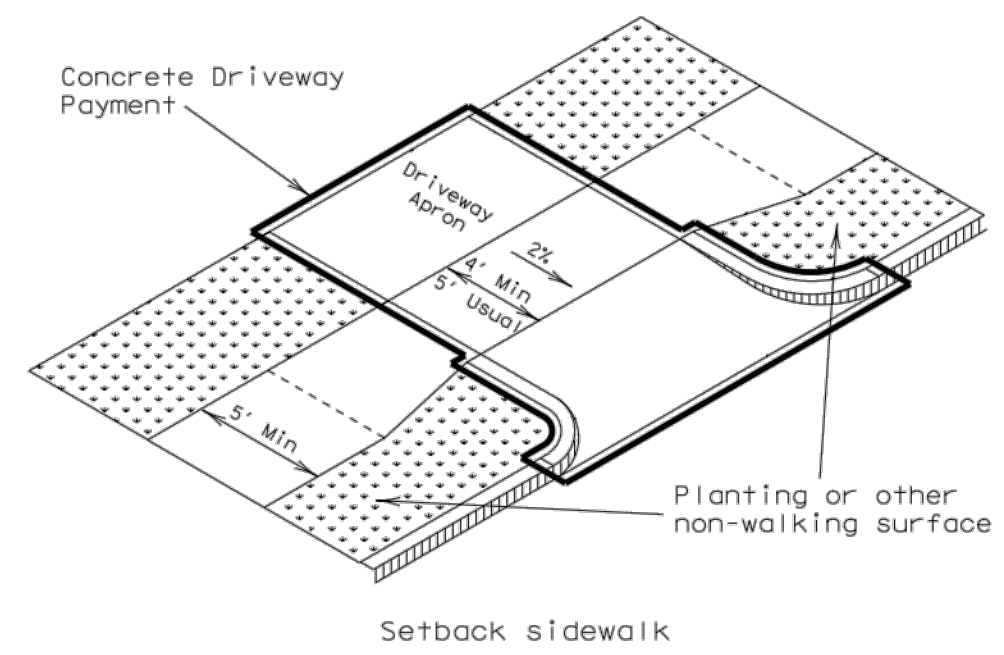 Concrete Driveway
Payment
Driveway
Apron
2%
4' Min
5' Usual
5' Min
Planting or other
non-walking surface
Setback sidewalk